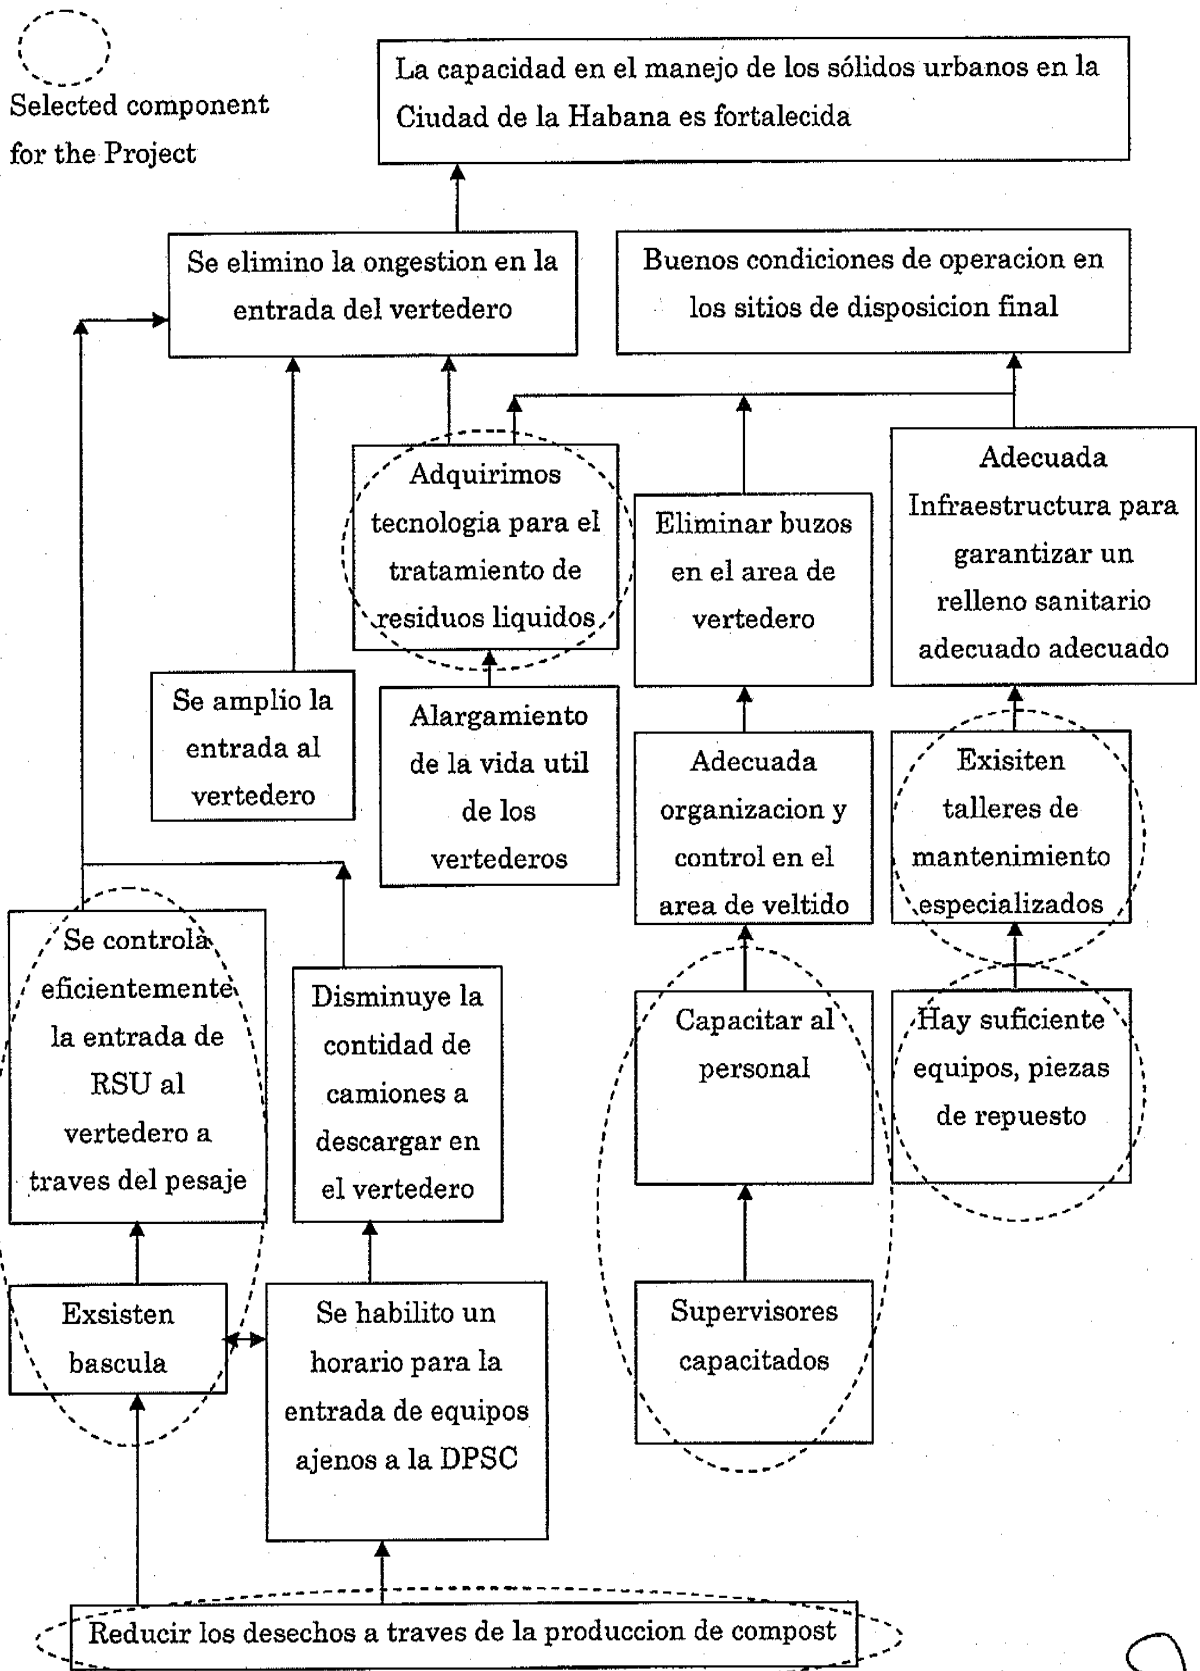 Selected component
for the Project
La capacidad en el manejo de los sólidos urbanos en la
Ciudad de la Habana es fortalecida
Se elimino la ongestion en la
entrada del vertedero
Buenos condiciones de operacion en
los sitios de disposicion final
Adquirimos
tecnologia para el
tratamiento de
residuos liquidos
Eliminar buzos
en el area de
vertedero
Adecuada
Infraestructura para
garantizar un
relleno sanitario
adecuado adecuado
Se amplio la
entrada al
vertedero
Alargamiento
de la vida util
de los
vertederos
Adecuada
organizacion y
control en el
area de veltido
Exisiten
talleres de
mantenimiento
especializados
Se controla
eficientemente
la entrada de
RSU al
vertedero a
traves del pesaje
Disminuye la
contidad de
camiones a
descargar en
el vertedero
Capacitar al
personal
Hay suficiente
equipos, piezas
de repuesto
Exsisten
bascula
Se habilito un
horario para la
entrada de equipos
ajenos a la DPSC
Supervisores
capacitados
Reducir los desechos a traves de la produccion de compost